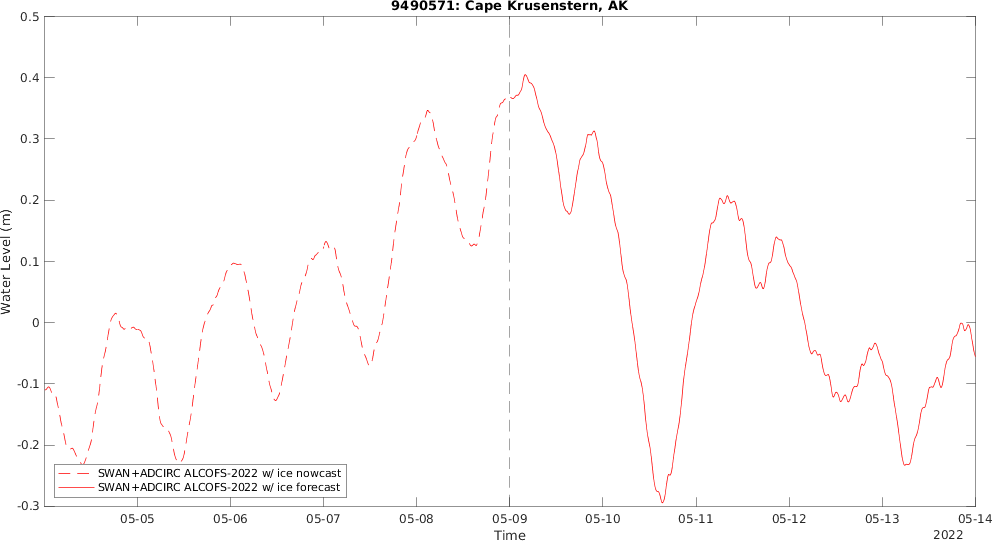 9490571: Cape Krusenstern, AK
0.5
0.4
0.3
0.2
0.1
0
-0.1
-0.2
-0.3
Water Level (m)
SWAN+ADCIRC ALCOFS-2022 w/ ice nowcast
SWAN+ADCIRC ALCOFS-2022 w/ ice forecast
05-05 05-06 05-07 05-08 05-09 05-10 05-11 05-12 05-13 05-14
Time
2022